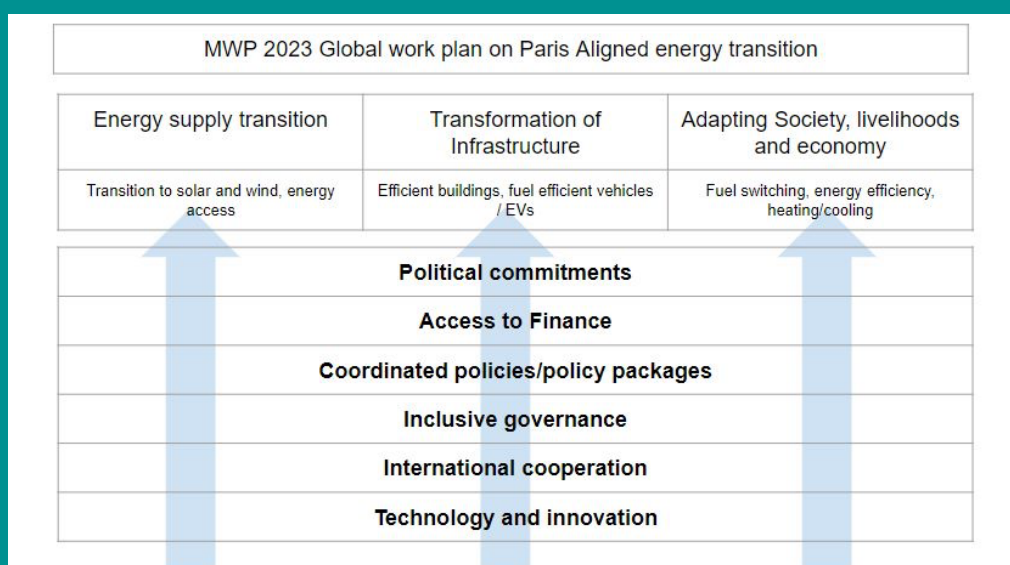 MWP 2023 Global work plan on Paris Aligned energy transition
Energy supply transition
Transformation of
Infrastructure
Adapting Society, livelihoods
and economy
Transition to solar and wind, energy
access
Efficient buildings, fuel efficient vehicles
/ EVs
Fuel switching, energy efficiency,
heating/cooling
Political commitments
Access to Finance
Coordinated policies/policy packages
Inclusive governance
International cooperation
Technology and innovation